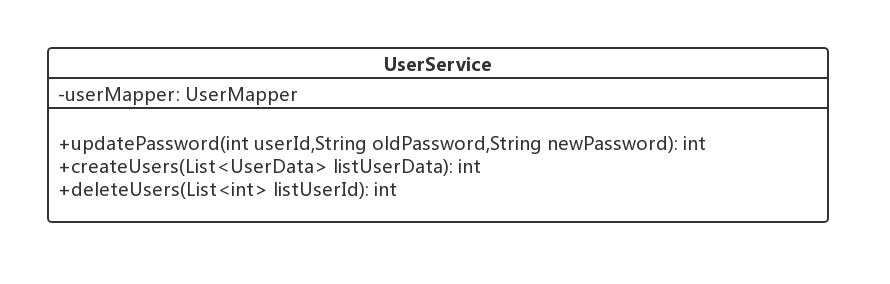 UserService
-userMapper: UserMapper
+updatePassword(int userId,String oldPassword,String newPassword): int
+createUsers(List<UserData> listUserData): int
+deleteUsers(List<int> listUserId): int